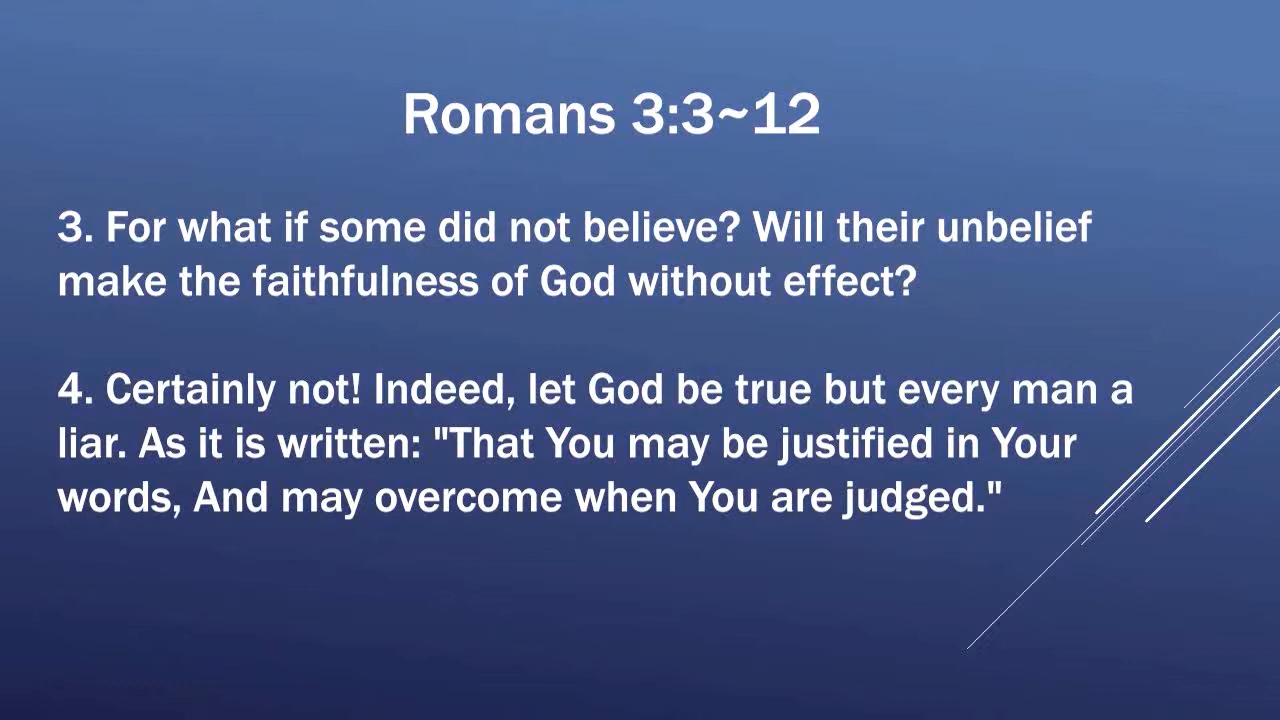 Romans 3:3~12
3. For what if some did not believe? Will their unbelief
make the faithfulness of God without effect?
4. Certainly not! Indeed, let God be true but every man a
liar. As it is written: "That You may be justified in Your
words, And may overcome when You are judged."